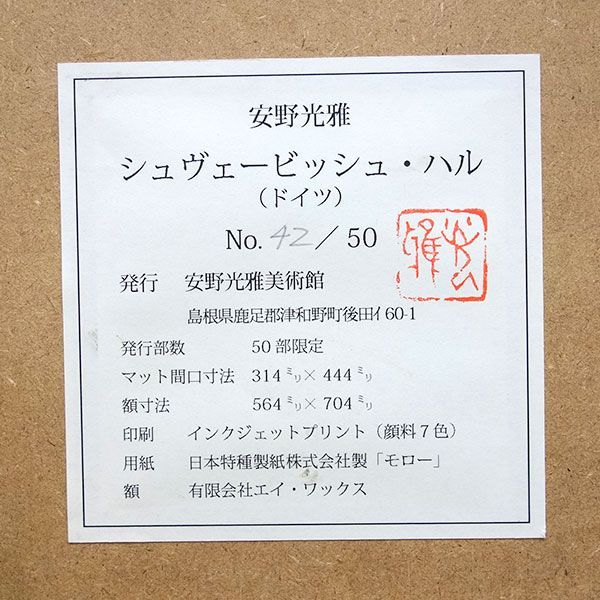 安野光雅
シュヴェービッシュ・ハル
(ドイツ)
No. 42 / 50
光雅
発行 安野光雅美術館
島根県鹿足郡津和野町後田イ60-1
発行部数 50部限定
マット間口寸法 314㍉× 444㍉
額寸法 564㍉× 704㍉
印刷 インクジェットプリント(顔料7色)
用紙 日本特種製紙株式会社製「モロー」
額 有限会社エイ・ワックス